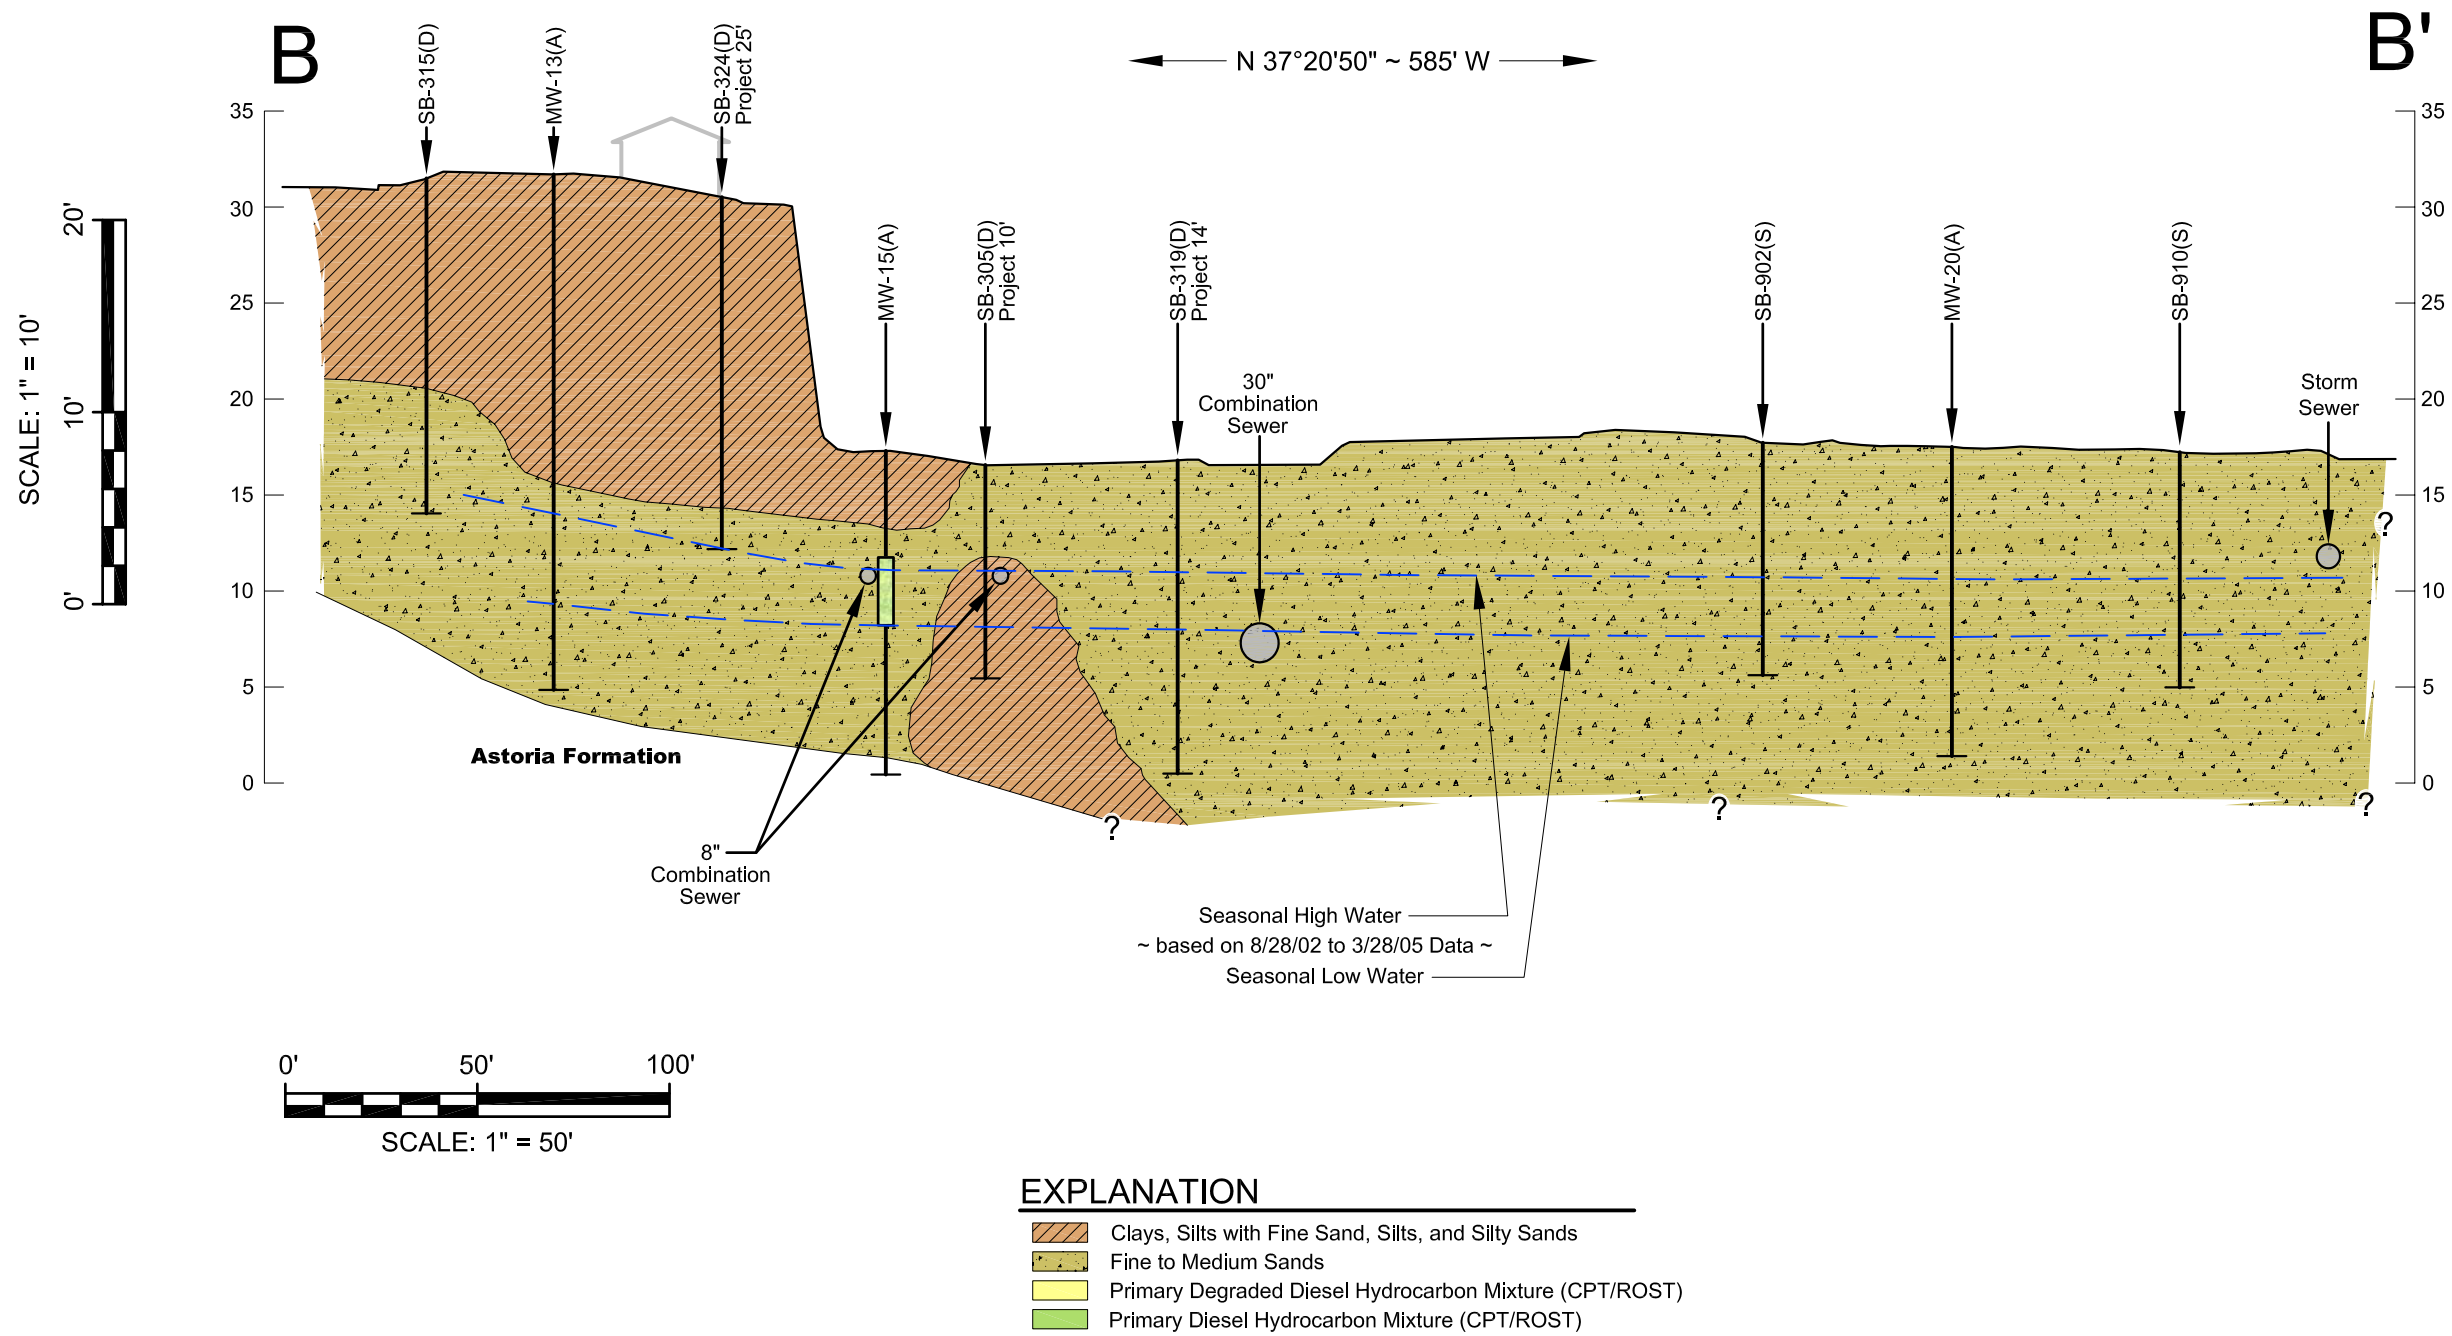 B
B'
N 37°20'50" ~ 585' W
SB-315(D)
MW-13(A)
SB-324(D)
Project 25'
MW-15(A)
SB-305(D)
Project 10'
SB-319(D)
Project 14'
SB-902(S)
MW-20(A)
SB-910(S)
35
30
25
20
15
10
5
0
35
30
25
20
15
10
5
0
SCALE: 1" = 10'
20'
10'
0'
30"
Combination
Sewer
Storm
Sewer
?
?
?
?
Astoria Formation
8"
Combination
Sewer
Seasonal High Water
~ based on 8/28/02 to 3/28/05 Data ~
Seasonal Low Water
0' 50' 100'
SCALE: 1" = 50'
EXPLANATION
Clays, Silts with Fine Sand, Silts, and Silty Sands
Fine to Medium Sands
Primary Degraded Diesel Hydrocarbon Mixture (CPT/ROST)
Primary Diesel Hydrocarbon Mixture (CPT/ROST)